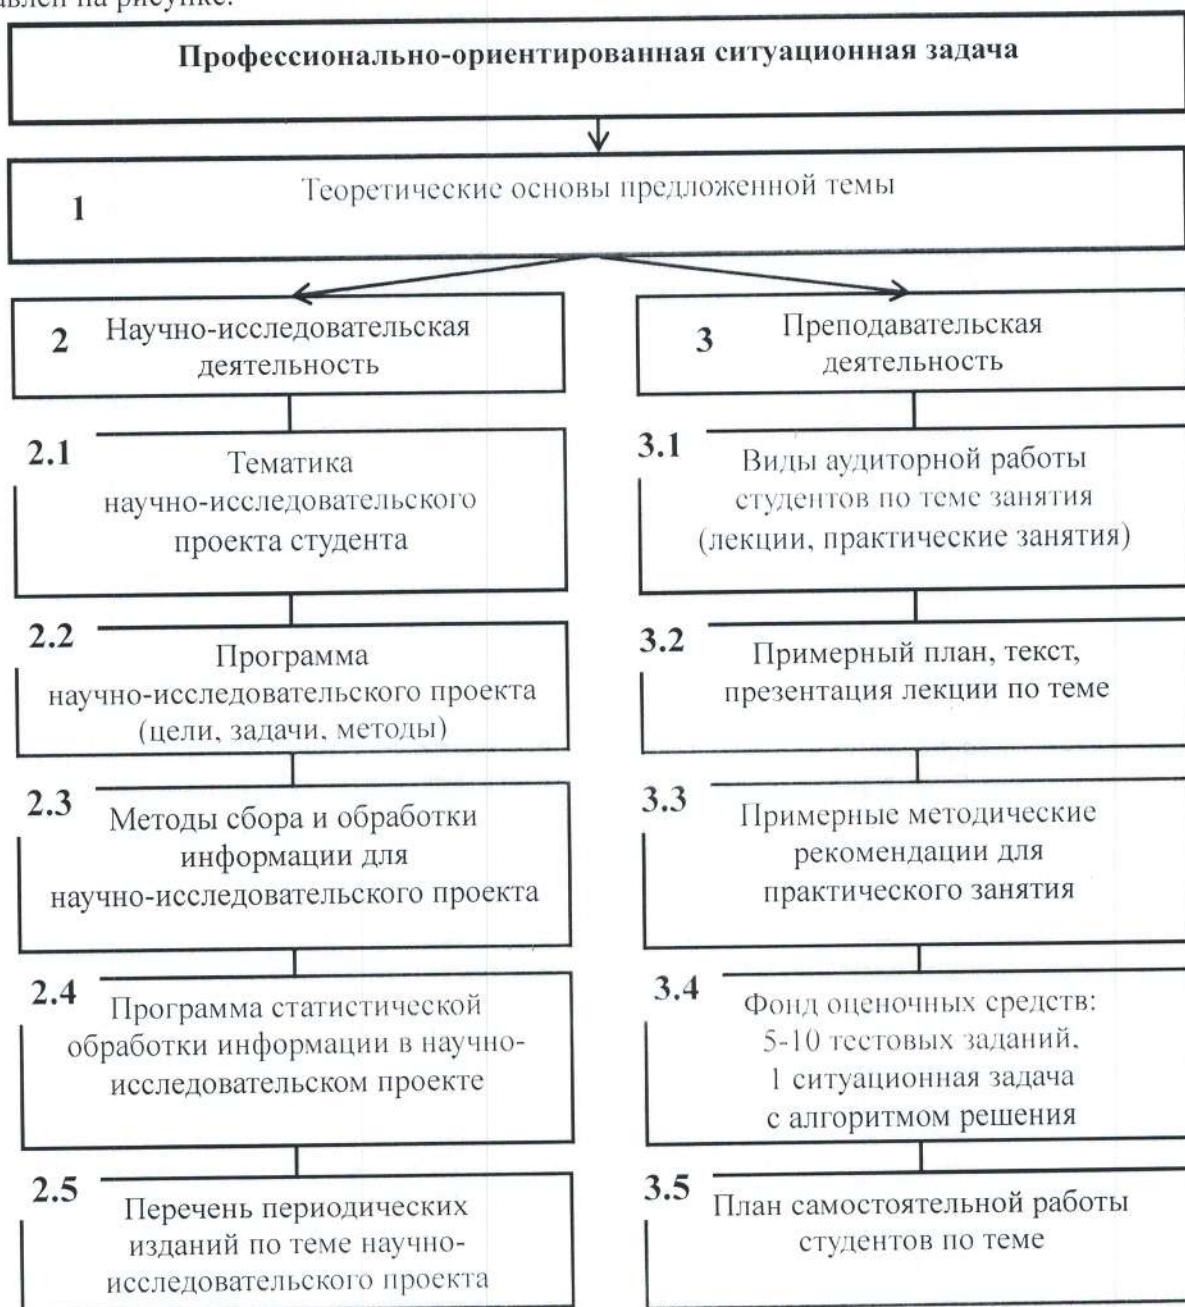 на рисунке.
Профессионально-ориентированная ситуационная задача
1
Теоретические основы предложенной темы
2
Научно-исследовательская
деятельность
2.1
Тематика
научно-исследовательского
проекта студента
2.2
Программа
научно-исследовательского проекта
(цели, задачи, методы)
2.3
Методы сбора и обработки
информации для
научно-исследовательского проекта
2.4
Программа статистической
обработки информации в научно-
исследовательском проекте
2.5
Перечень периодических
изданий по теме научно-
исследовательского проекта
3
Преподавательская
деятельность
3.1
Виды аудиторной работы
студентов по теме занятия
(лекции, практические занятия)
3.2
Примерный план, текст,
презентация лекции по теме
3.3
Примерные методические
рекомендации для
практического занятия
3.4
Фонд оценочных средств:
5-10 тестовых заданий,
1 ситуационная задача
с алгоритмом решения
3.5
План самостоятельной работы
студентов по теме